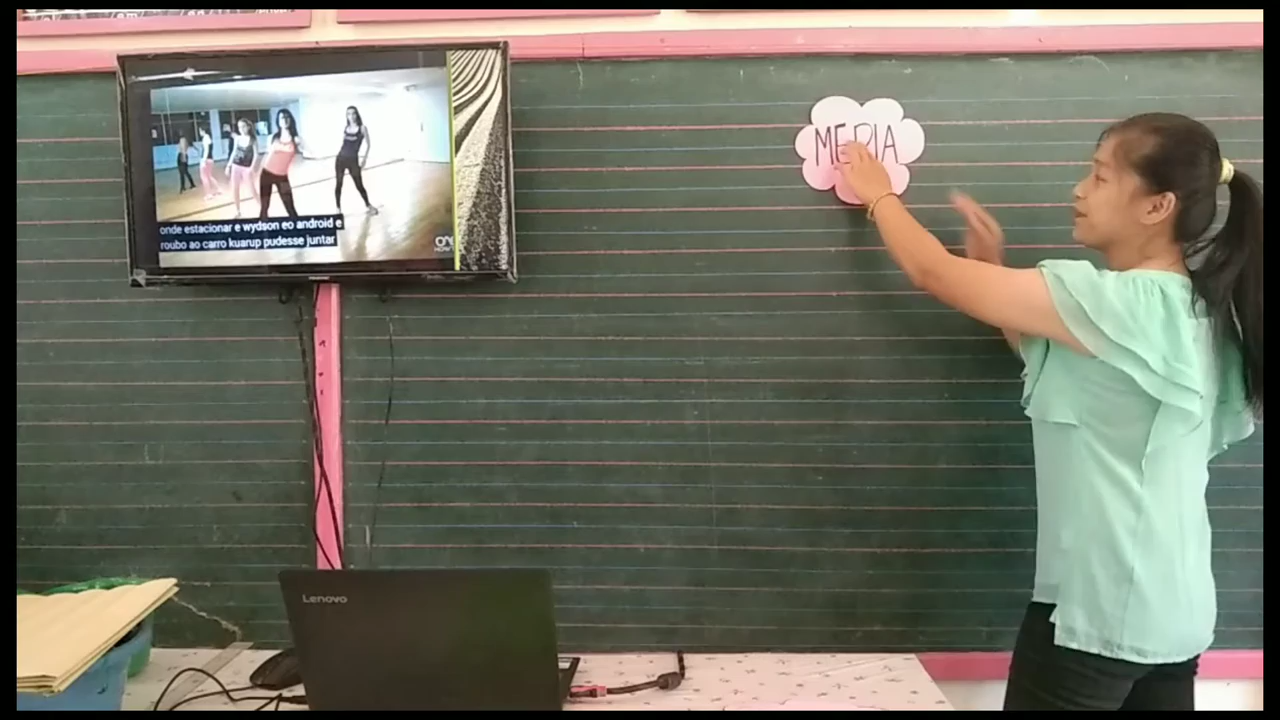 onde estacionar e wydson eo android e
roubo ao carro kuarup pudesse juntar
MEDIA
Lenovo